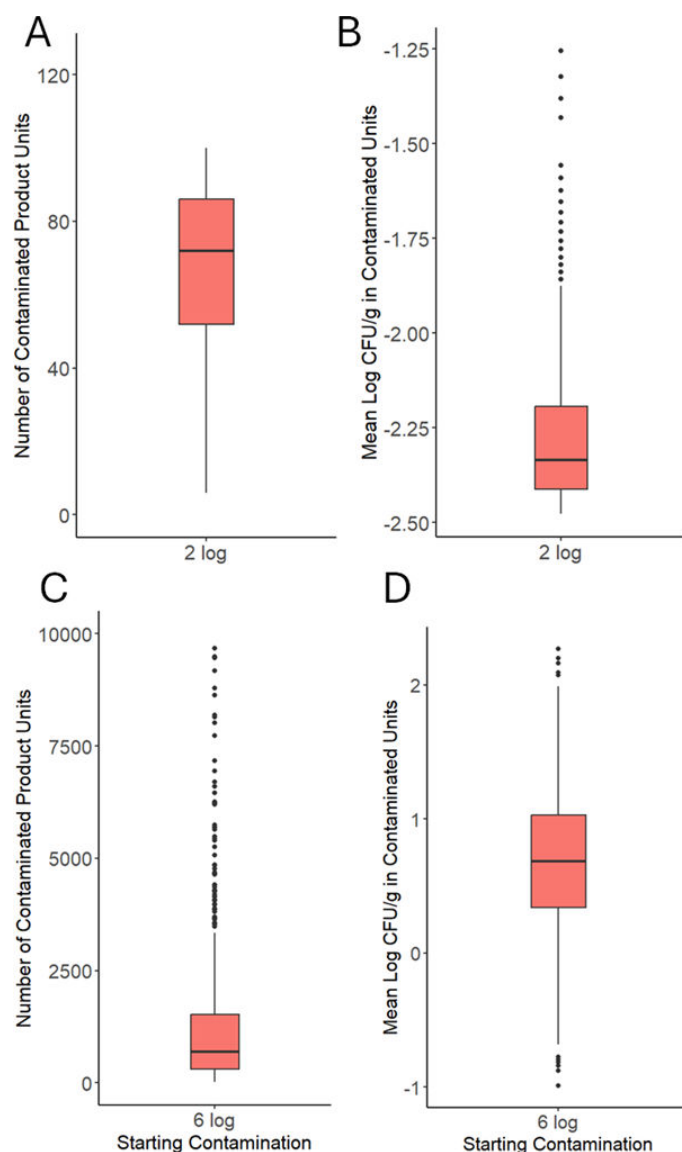 A
Number of Contaminated Product Units
120
80
40
0
2 log
B
Mean Log CFU/g in Contaminated Units
-1.25
-1.50
-1.75
-2.00
-2.25
-2.50
2 log
C
Number of Contaminated Product Units
10000
7500
5000
2500
0
6 log
Starting Contamination
D
Mean Log CFU/g in Contaminated Units
2
1
0
-1
6 log
Starting Contamination